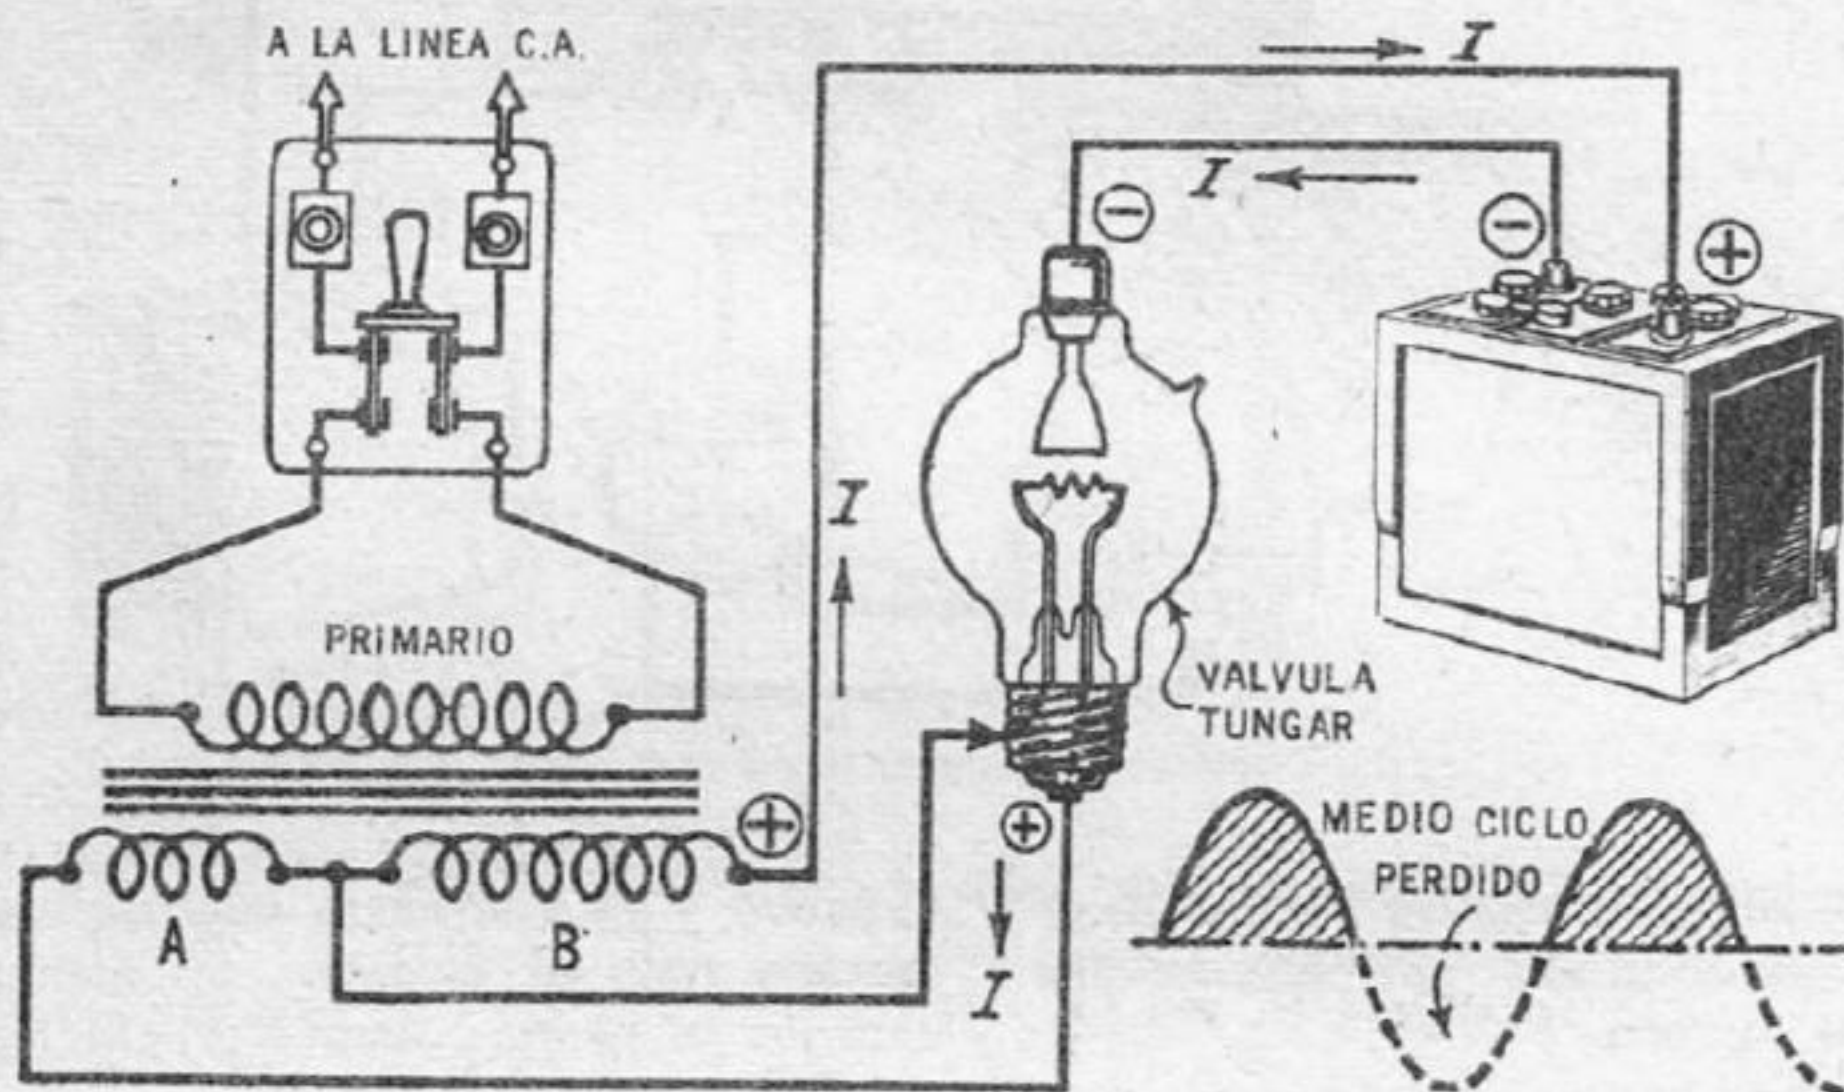 A LA LINEA C.A.
I
I
I
PRIMARIO
VALVULA
TUNGAR
MEDIO CICLO
PERDIDO
A
B
I